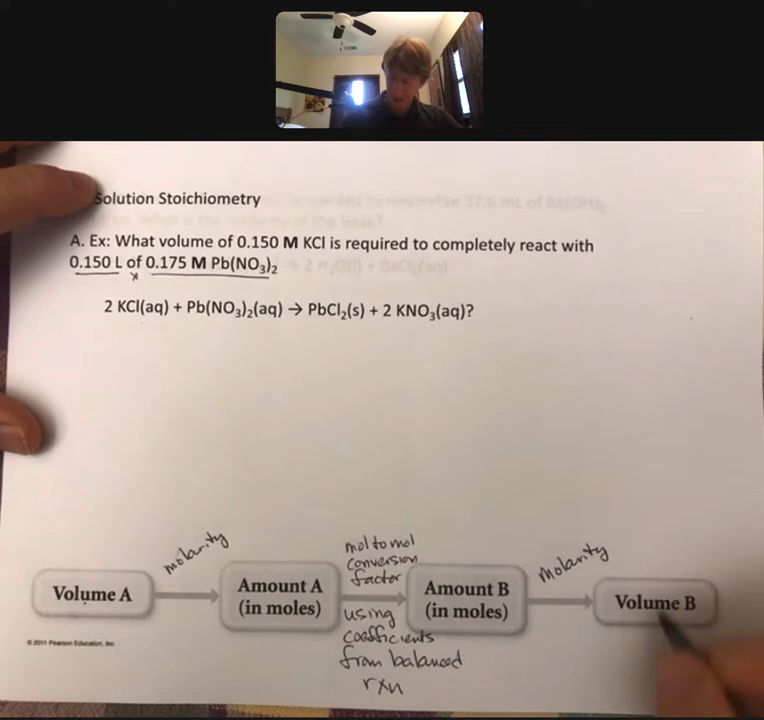 Solution Stoichiometry
A. Ex: What volume of 0.150 M KCl is required to completely react with
0.150 L of 0.175 M Pb(NO₃)₂
2 KCl(aq) + Pb(NO₃)₂(aq) → PbCl₂(s) + 2 KNO₃(aq)?
molarity
mol to mol
conversion
factor
Molarity
Volume A
Amount A
(in moles)
Amount B
(in moles)
Volume B
using
coefficients
from balanced
rxn
© 2011 Pearson Education, Inc.